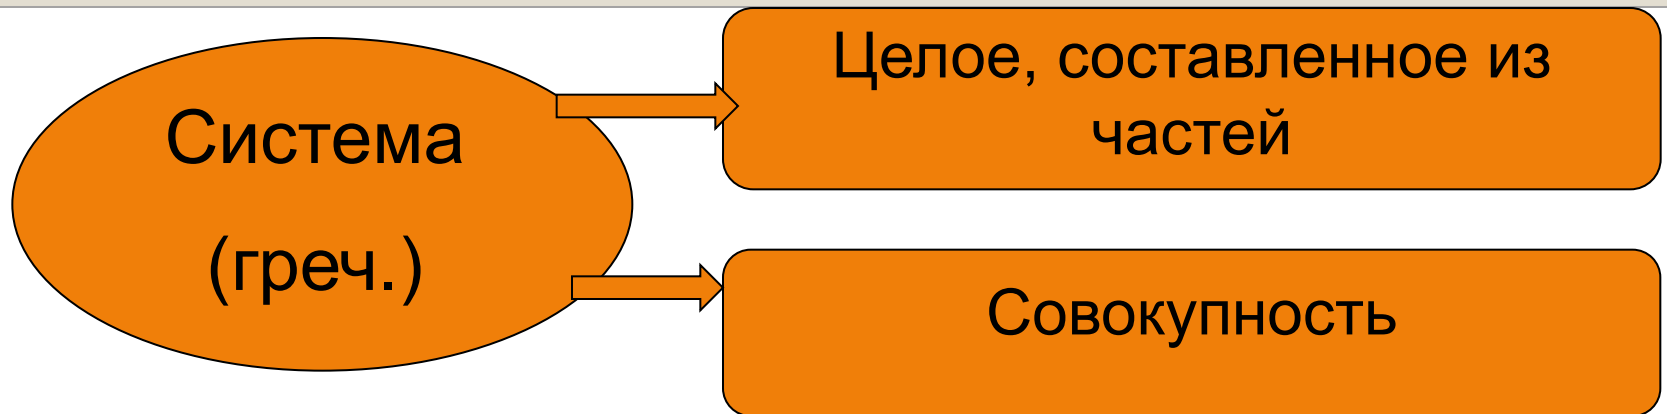 Система
(греч.)
Целое, составленное из
частей
Совокупность